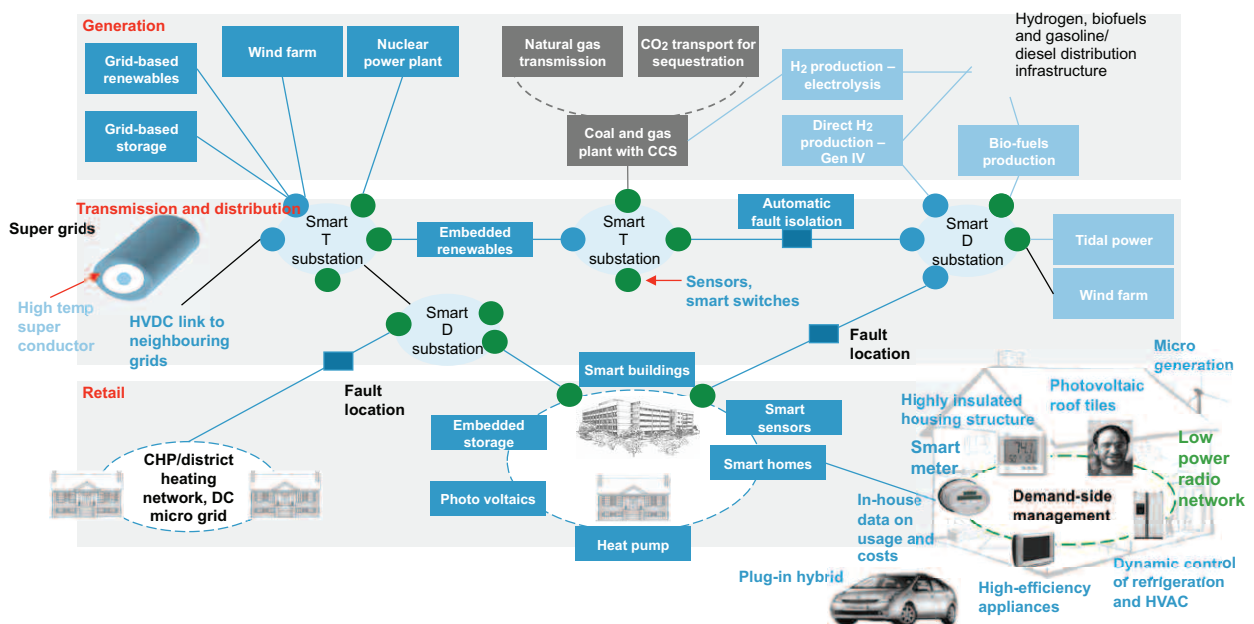 Generation
Grid-based
renewables
Wind farm
Nuclear
power plant
Natural gas
transmission
CO2 transport for
sequestration
H2 production –
electrolysis
Hydrogen, biofuels
and gasoline/
diesel distribution
infrastructure
Grid-based
storage
Coal and gas
plant with CCS
Direct H2
production –
Gen IV
Bio-fuels
production
Transmission and distribution
Super grids
High temp
super
conductor
HVDC link to
neighbouring
grids
Smart
T
substation
Embedded
renewables
Smart
T
substation
Automatic
fault isolation
Smart
D
substation
Tidal power
Wind farm
Sensors,
smart switches
Smart
D
substation
Fault
location
Fault
location
Retail
CHP/district
heating
network, DC
micro grid
Smart buildings
Embedded
storage
Smart
sensors
Smart homes
Photo voltaics
Heat pump
Micro
generation
Photovoltaic
roof tiles
Highly insulated
housing structure
Smart
meter
Low
power
radio
network
Demand-side
management
In-house
data on
usage and
costs
Plug-in hybrid
High-efficiency
appliances
Dynamic control
of refrigeration
and HVAC